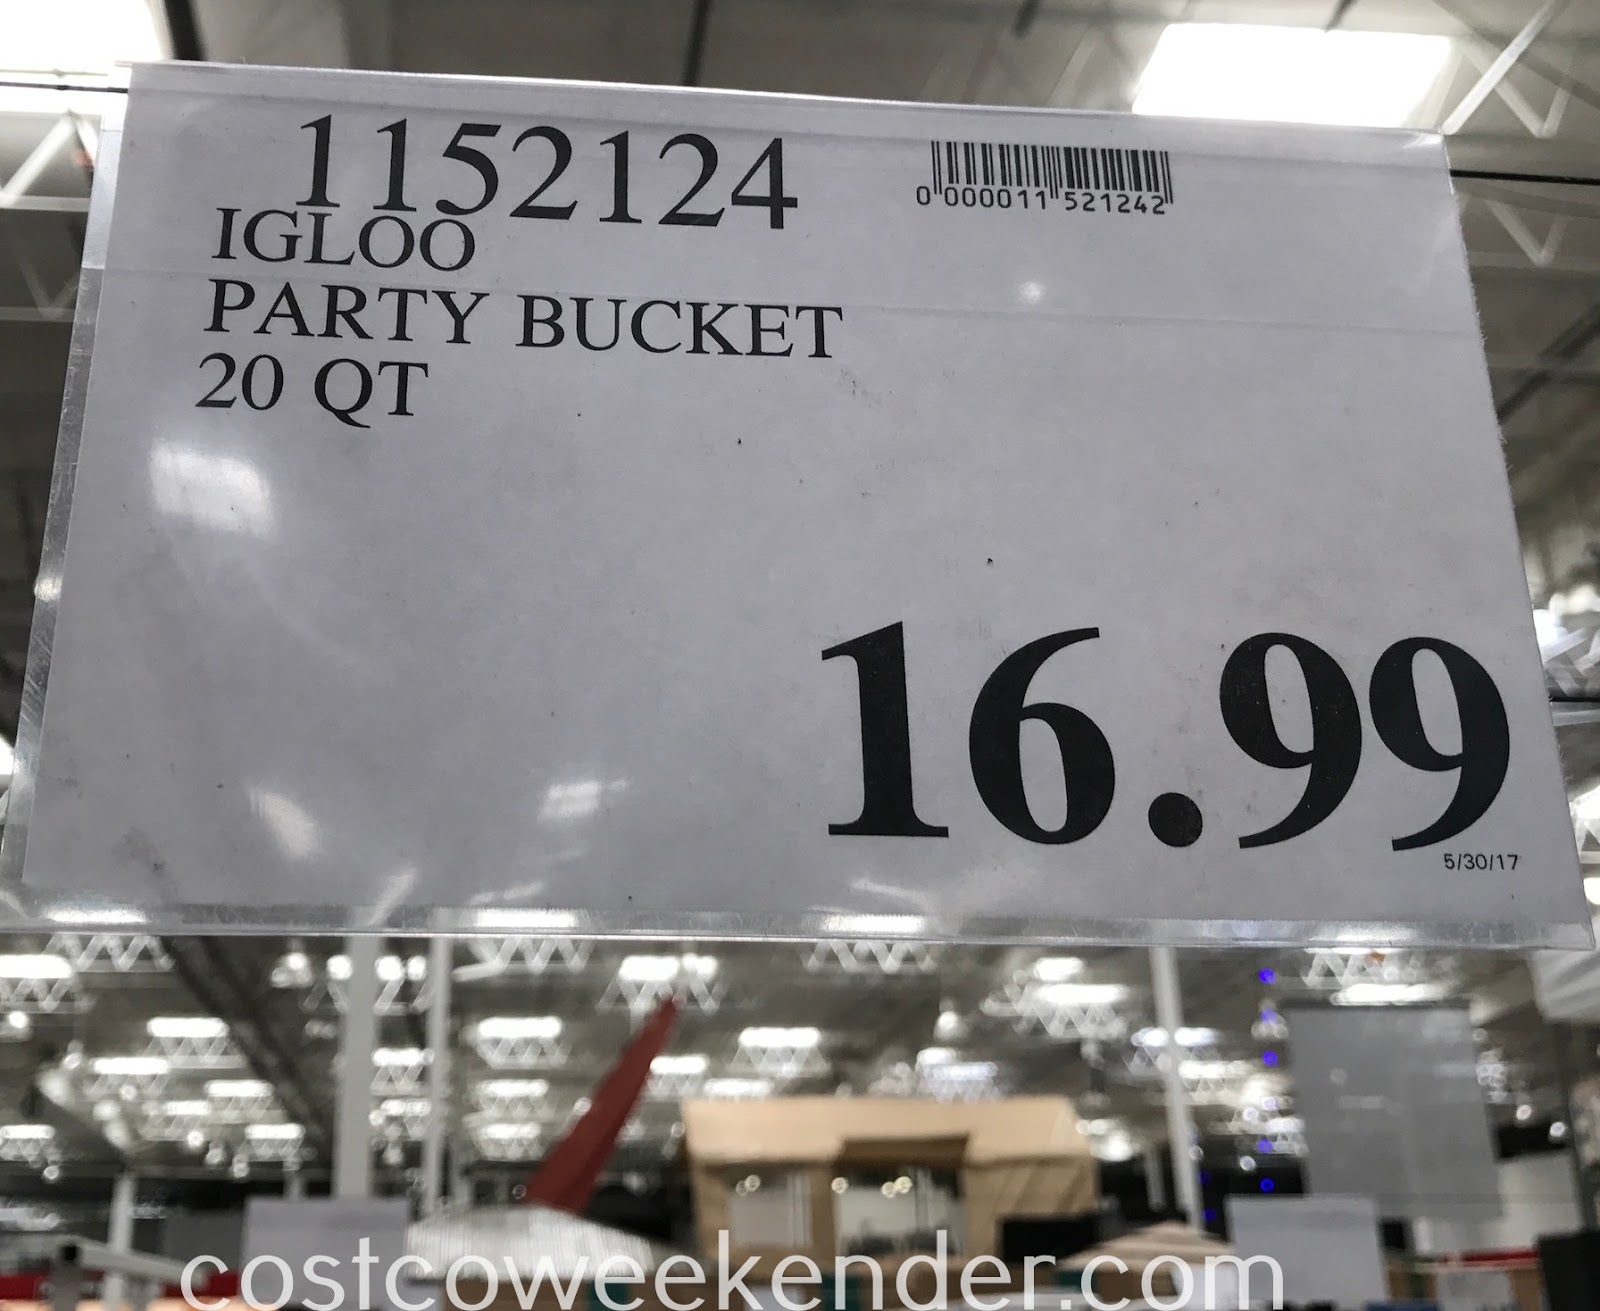 1152124
0 000011 521242
IGLOO
PARTY BUCKET
20 QT
16.99
5/30/17
costcoweekender.com